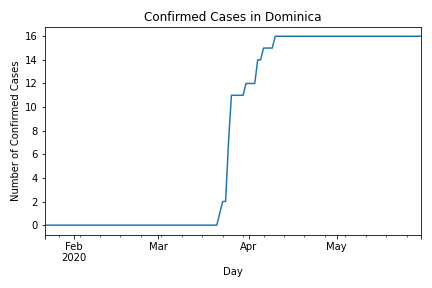 Confirmed Cases in Dominica
Number of Confirmed Cases
16
14
12
10
8
6
4
2
0
Feb
2020
Mar
Apr
May
Day